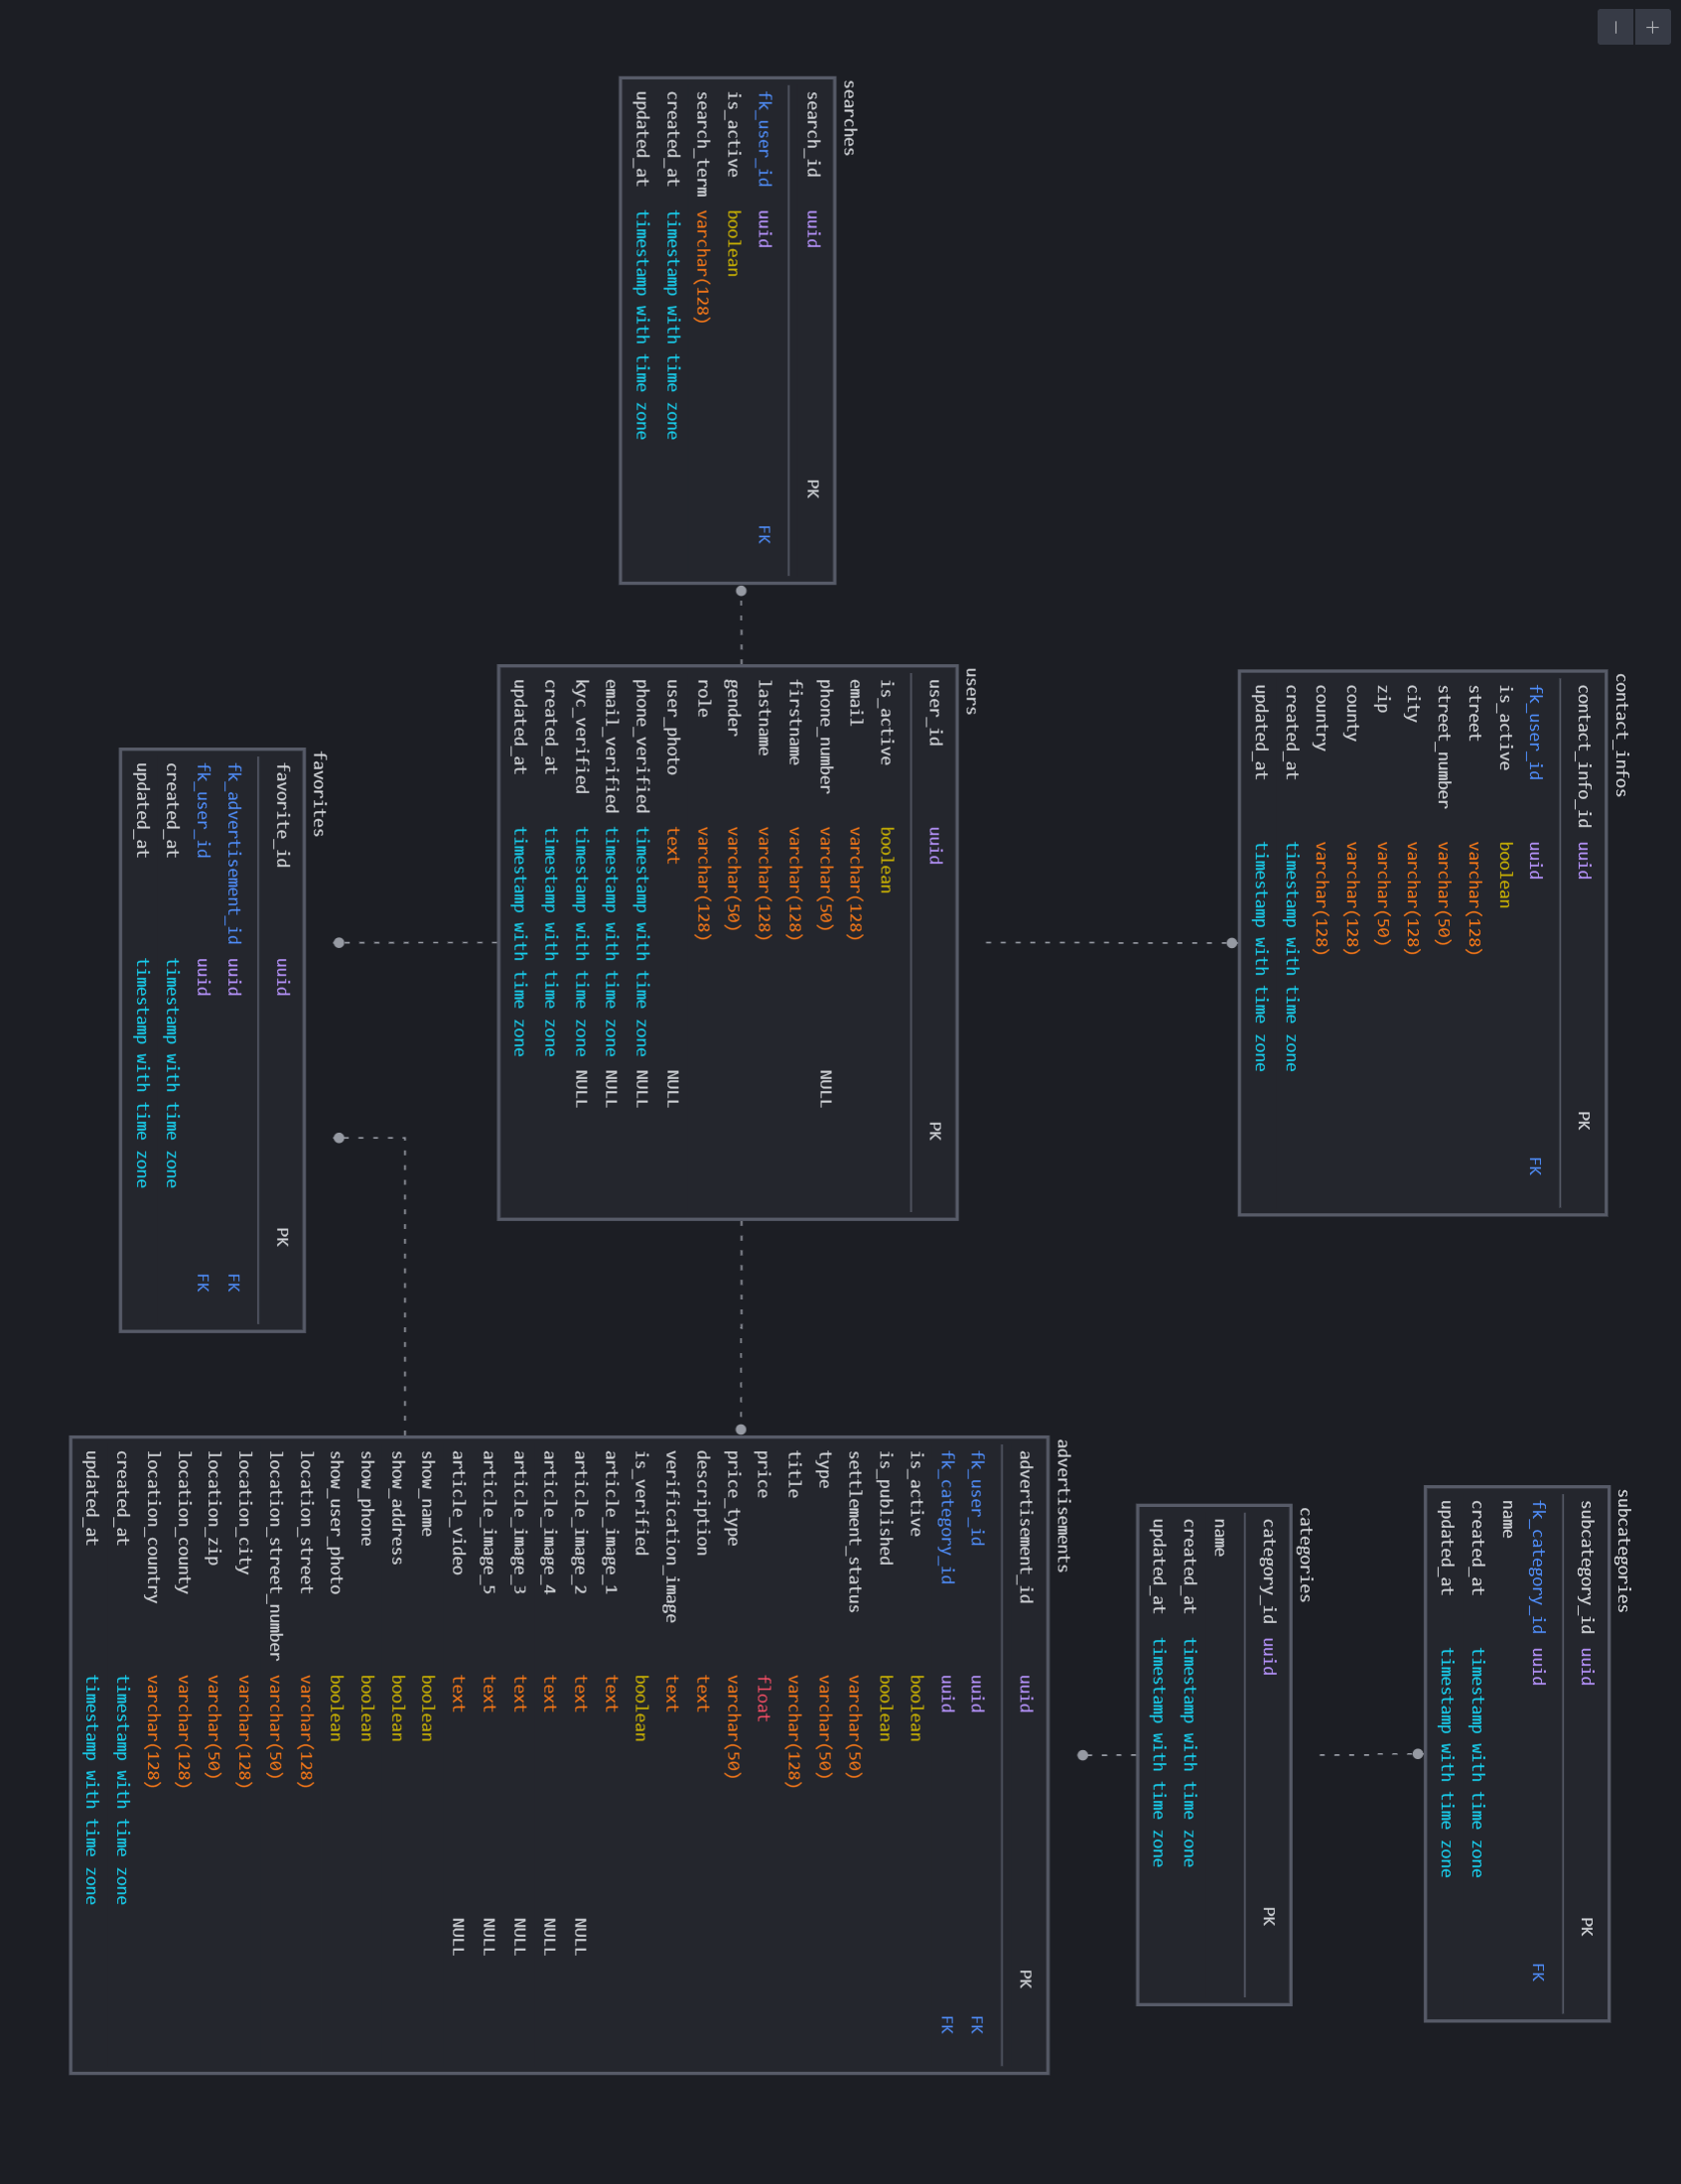 +
−
contact_infos
contact_info_id uuid PK
fk_user_id uuid FK
is_active boolean
street varchar(128)
street_number varchar(50)
city varchar(128)
zip varchar(50)
county varchar(128)
country varchar(128)
created_at timestamp with time zone
updated_at timestamp with time zone
subcategories
subcategory_id uuid PK
fk_category_id uuid FK
name
created_at timestamp with time zone
updated_at timestamp with time zone
categories
category_id uuid PK
name
created_at timestamp with time zone
updated_at timestamp with time zone
searches
search_id uuid PK
fk_user_id uuid FK
is_active boolean
search_term varchar(128)
created_at timestamp with time zone
updated_at timestamp with time zone
users
user_id uuid PK
is_active boolean
email varchar(128)
phone_number varchar(50) NULL
firstname varchar(128)
lastname varchar(128)
gender varchar(50)
role varchar(128)
user_photo text NULL
phone_verified timestamp with time zone NULL
email_verified timestamp with time zone NULL
kyc_verified timestamp with time zone NULL
created_at timestamp with time zone
updated_at timestamp with time zone
advertisements
advertisement_id uuid PK
fk_user_id uuid FK
fk_category_id uuid FK
is_active boolean
is_published boolean
settlement_status varchar(50)
type varchar(50)
title varchar(128)
price float
price_type varchar(50)
description text
verification_image text
is_verified boolean
article_image_1 text
article_image_2 text NULL
article_image_4 text NULL
article_image_3 text NULL
article_image_5 text NULL
article_video text NULL
show_name boolean
show_address boolean
show_phone boolean
show_user_photo boolean
location_street varchar(128)
location_street_number varchar(50)
location_city varchar(128)
location_zip varchar(50)
location_county varchar(128)
location_country varchar(128)
created_at timestamp with time zone
updated_at timestamp with time zone
favorites
favorite_id uuid PK
fk_advertisement_id uuid FK
fk_user_id uuid FK
created_at timestamp with time zone
updated_at timestamp with time zone